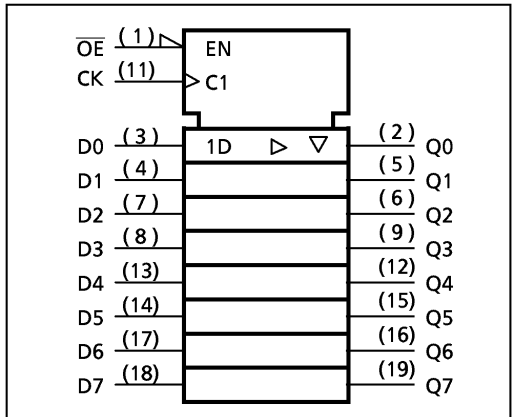 O̅E̅ (1) EN
CK (11) C1
D0 (3) 1D (2) Q0
D1 (4) (5) Q1
D2 (7) (6) Q2
D3 (8) (9) Q3
D4 (13) (12) Q4
D5 (14) (15) Q5
D6 (17) (16) Q6
D7 (18) (19) Q7